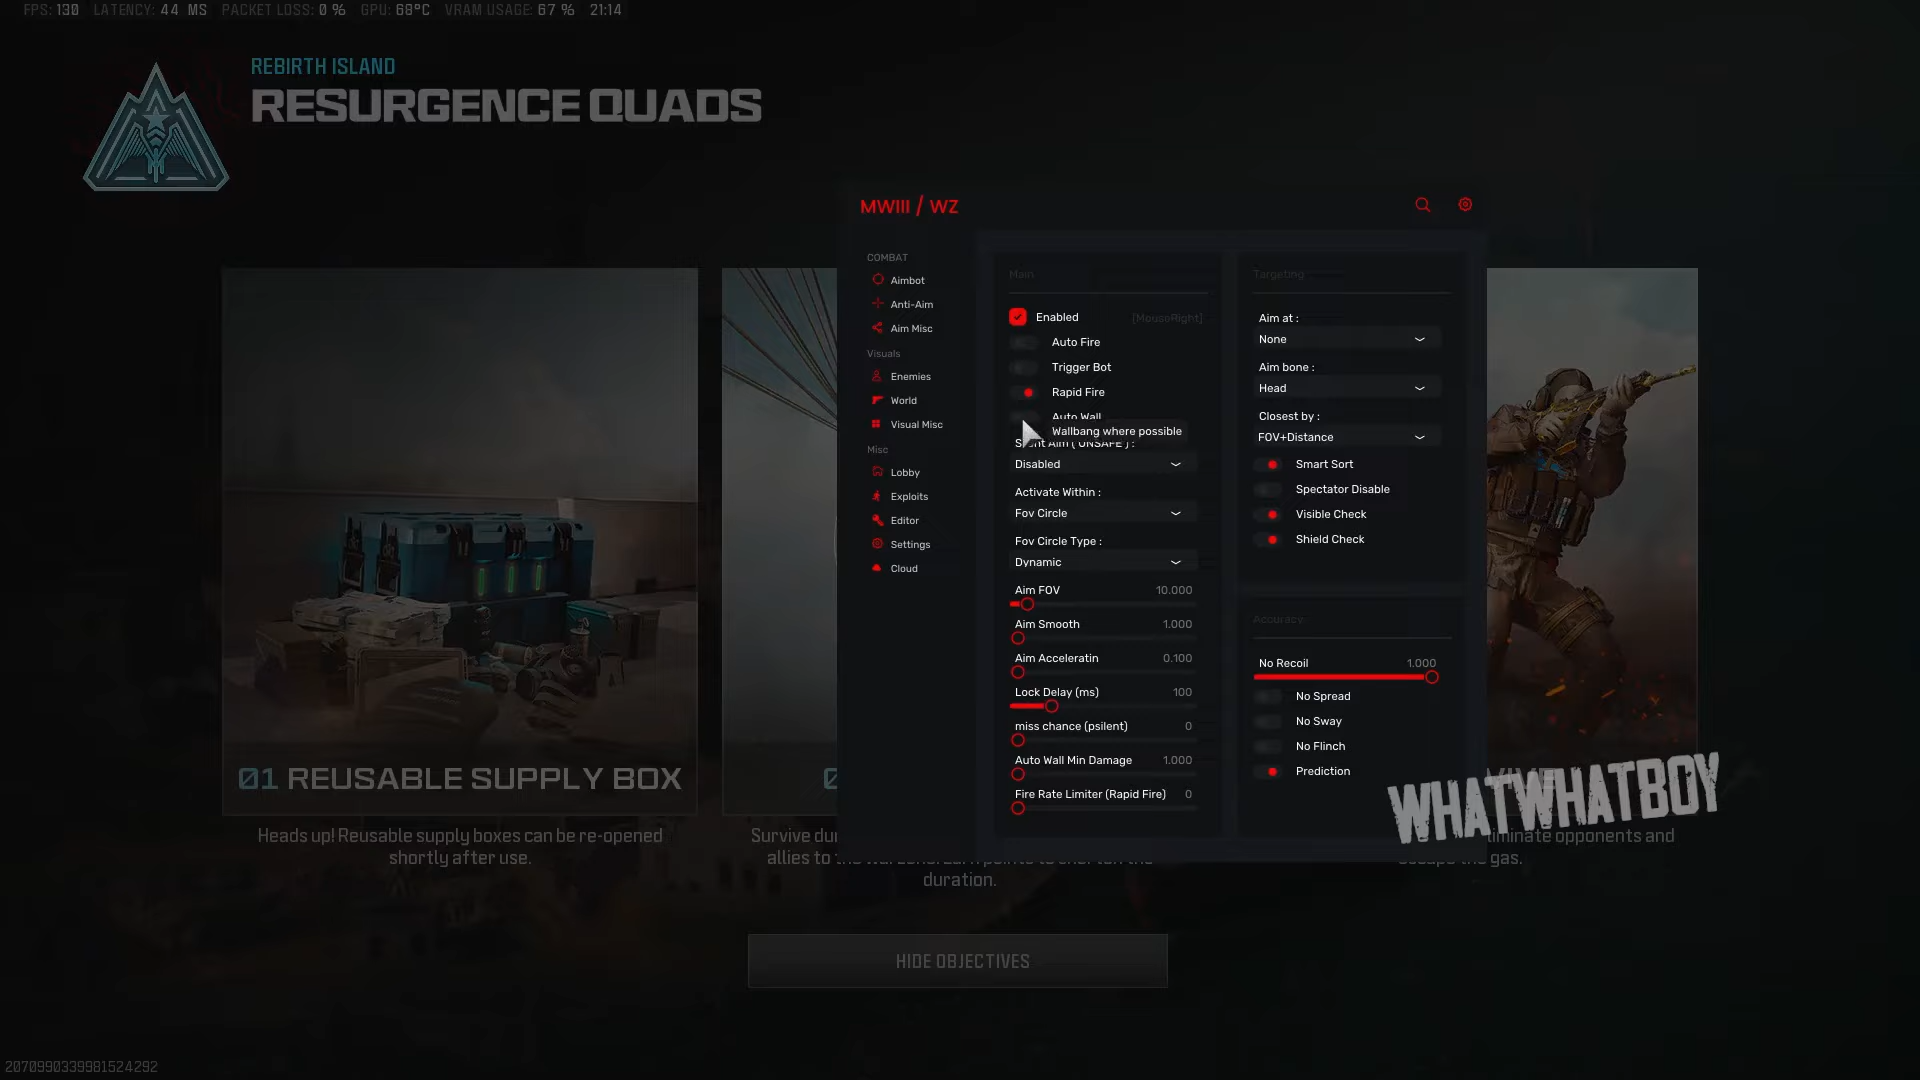 FPS: 130 LATENCY: 44 MS PACKET LOSS: 0 % GPU: 68°C VRAM USAGE: 67 % 21:14
REBIRTH ISLAND
RESURGENCE QUADS
MWIII / WZ
COMBAT
Aimbot
Anti-Aim
Aim Misc
Visuals
Enemies
World
Visual Misc
Misc
Lobby
Exploits
Editor
Settings
Cloud
Main
Enabled [MouseRight]
Auto Fire
Trigger Bot
Rapid Fire
Auto Wall
Wallbang where possible
Aim ( UNSAFE ) :
Disabled
Activate Within :
Fov Circle
Fov Circle Type :
Dynamic
Aim FOV 10.000
Aim Smooth 1.000
Aim Acceleratin 0.100
Lock Delay (ms) 100
miss chance (psilent) 0
Auto Wall Min Damage 1.000
Fire Rate Limiter (Rapid Fire) 0
Targeting
Aim at :
None
Aim bone :
Head
Closest by :
FOV+Distance
Smart Sort
Spectator Disable
Visible Check
Shield Check
Accuracy
No Recoil 1.000
No Spread
No Sway
No Flinch
Prediction
WHATWHATBOY
01 REUSABLE SUPPLY BOX
Heads up! Reusable supply boxes can be re-opened
shortly after use.
Survive
allies to
duration.
opponents and
gas.
HIDE OBJECTIVES
2070990339981524292